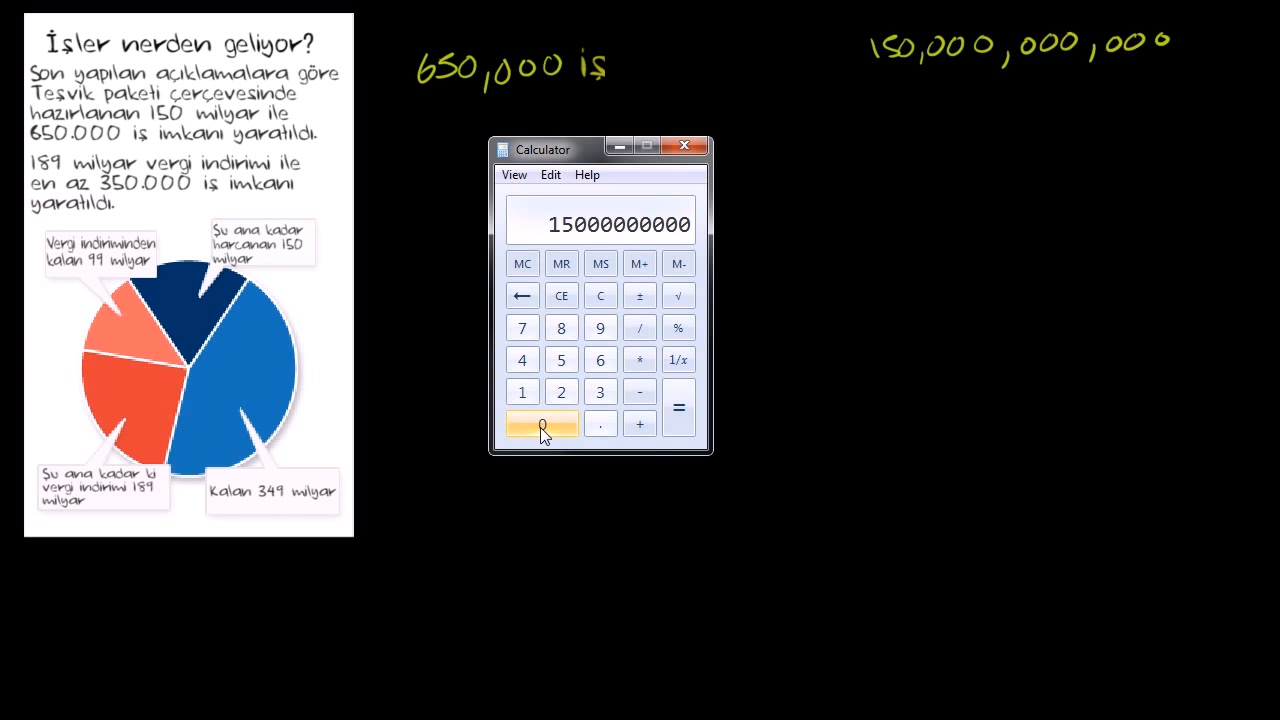 İşler nerden geliyor?
Son yapılan açıklamalara göre
Teşvik paketi çerçevesinde
hazırlanan 150 milyar ile
650.000 iş imkanı yaratıldı.
189 milyar vergi indirimi ile
en az 350.000 iş imkanı
yaratıldı.
Vergi indiriminden
kalan 99 milyar
Şu ana kadar
harcanan 150
milyar
Şu ana kadar ki
vergi indirimi 189
milyar
Kalan 349 milyar
650,000 iş
150,000,000,000
Calculator
View Edit Help
15000000000
MC MR MS M+ M-
← CE C ± √
7 8 9 / %
4 5 6 * 1/x
1 2 3 - =
0 . +